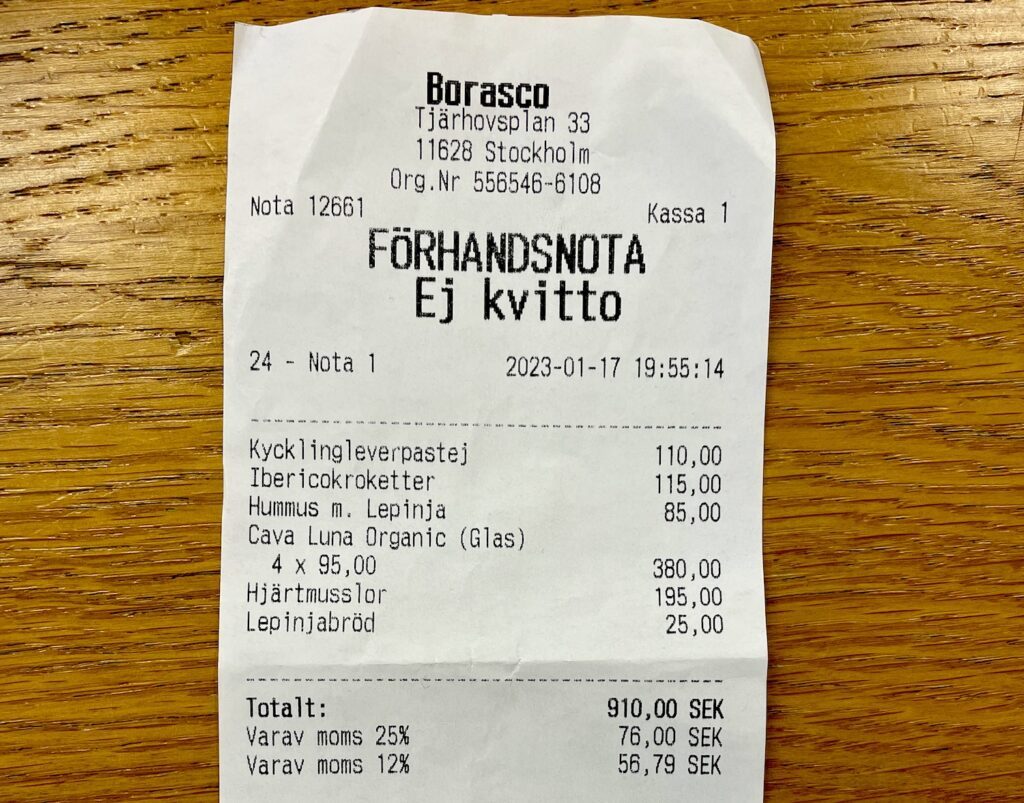 Borasco
Tjärhovsplan 33
11628 Stockholm
Org.Nr 556546-6108
Nota 12661 Kassa 1
FÖRHANDSNOTA
Ej kvitto
24 - Nota 1 2023-01-17 19:55:14
Kycklingleverpastej 110,00
Ibericokroketter 115,00
Hummus m. Lepinja 85,00
Cava Luna Organic (Glas)
4 x 95,00 380,00
Hjärtmusslor 195,00
Lepinjabröd 25,00
Totalt: 910,00 SEK
Varav moms 25% 76,00 SEK
Varav moms 12% 56,79 SEK